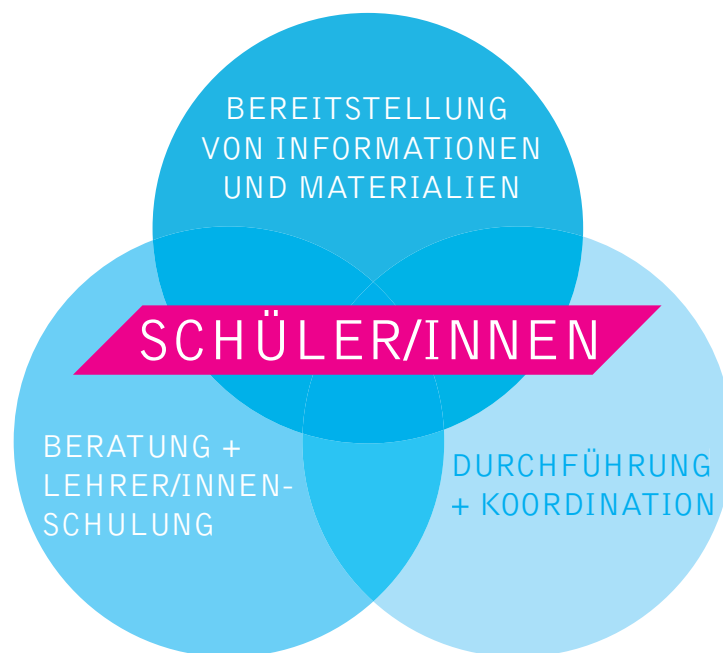 BEREITSTELLUNG
VON INFORMATIONEN
UND MATERIALIEN
SCHÜLER/INNEN
BERATUNG +
LEHRER/INNEN-
SCHULUNG
DURCHFÜHRUNG
+ KOORDINATION